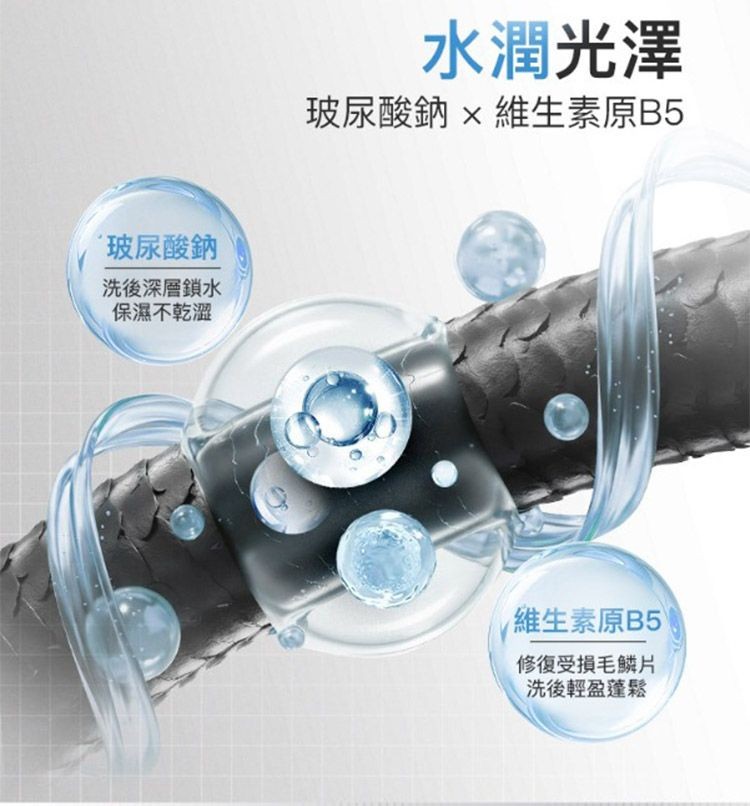 水潤光澤
玻尿酸鈉 × 維生素原B5
玻尿酸鈉
洗後深層鎖水
保濕不乾澀
維生素原B5
修復受損毛鱗片
洗後輕盈蓬鬆